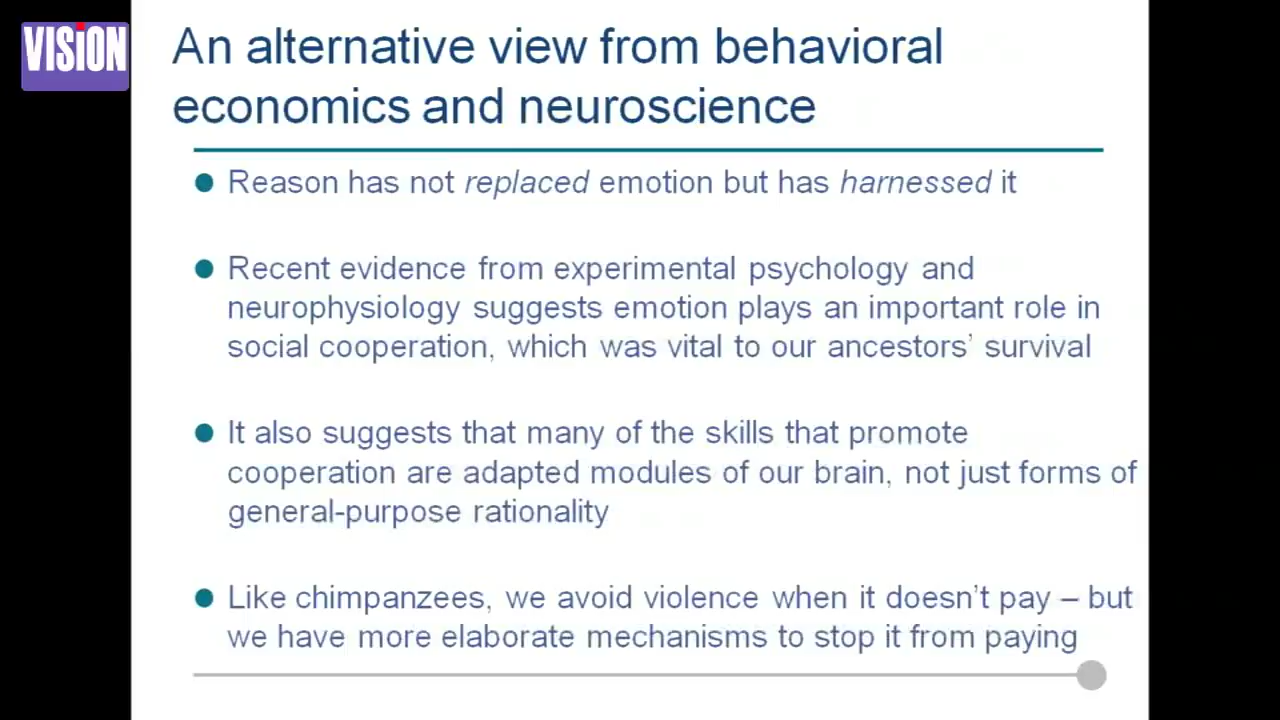 VISION
An alternative view from behavioral
economics and neuroscience
Reason has not replaced emotion but has harnessed it
Recent evidence from experimental psychology and
neurophysiology suggests emotion plays an important role in
social cooperation, which was vital to our ancestors’ survival
It also suggests that many of the skills that promote
cooperation are adapted modules of our brain, not just forms of
general-purpose rationality
Like chimpanzees, we avoid violence when it doesn’t pay – but
we have more elaborate mechanisms to stop it from paying